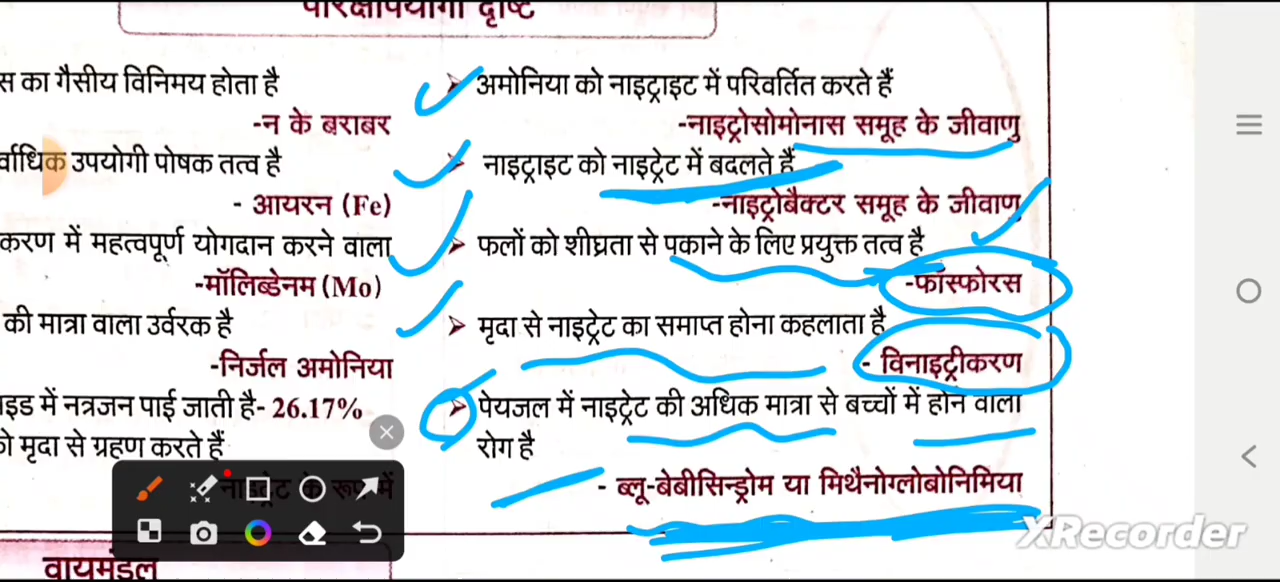 परीक्षोपयोगी दृष्टि
स का गैसीय विनिमय होता है
-न के बराबर
र्वाधिक उपयोगी पोषक तत्व है
- आयरन (Fe)
करण में महत्वपूर्ण योगदान करने वाला
-मॉलिब्डेनम (Mo)
की मात्रा वाला उर्वरक है
-निर्जल अमोनिया
ाइड में नत्रजन पाई जाती है- 26.17%
को मृदा से ग्रहण करते हैं
नाइट्रेट के रूप में
अमोनिया को नाइट्राइट में परिवर्तित करते हैं
-नाइट्रोसोमोनास समूह के जीवाणु
नाइट्राइट को नाइट्रेट में बदलते हैं
-नाइट्रोबैक्टर समूह के जीवाणु
फलों को शीघ्रता से पकाने के लिए प्रयुक्त तत्व है
-फॉस्फोरस
मृदा से नाइट्रेट का समाप्त होना कहलाता है
- विनाइट्रीकरण
पेयजल में नाइट्रेट की अधिक मात्रा से बच्चों में होने वाला
रोग है
- ब्लू-बेबीसिन्ड्रोम या मिथैनोग्लोबोनिमिया
वायमंडल
XRecorder